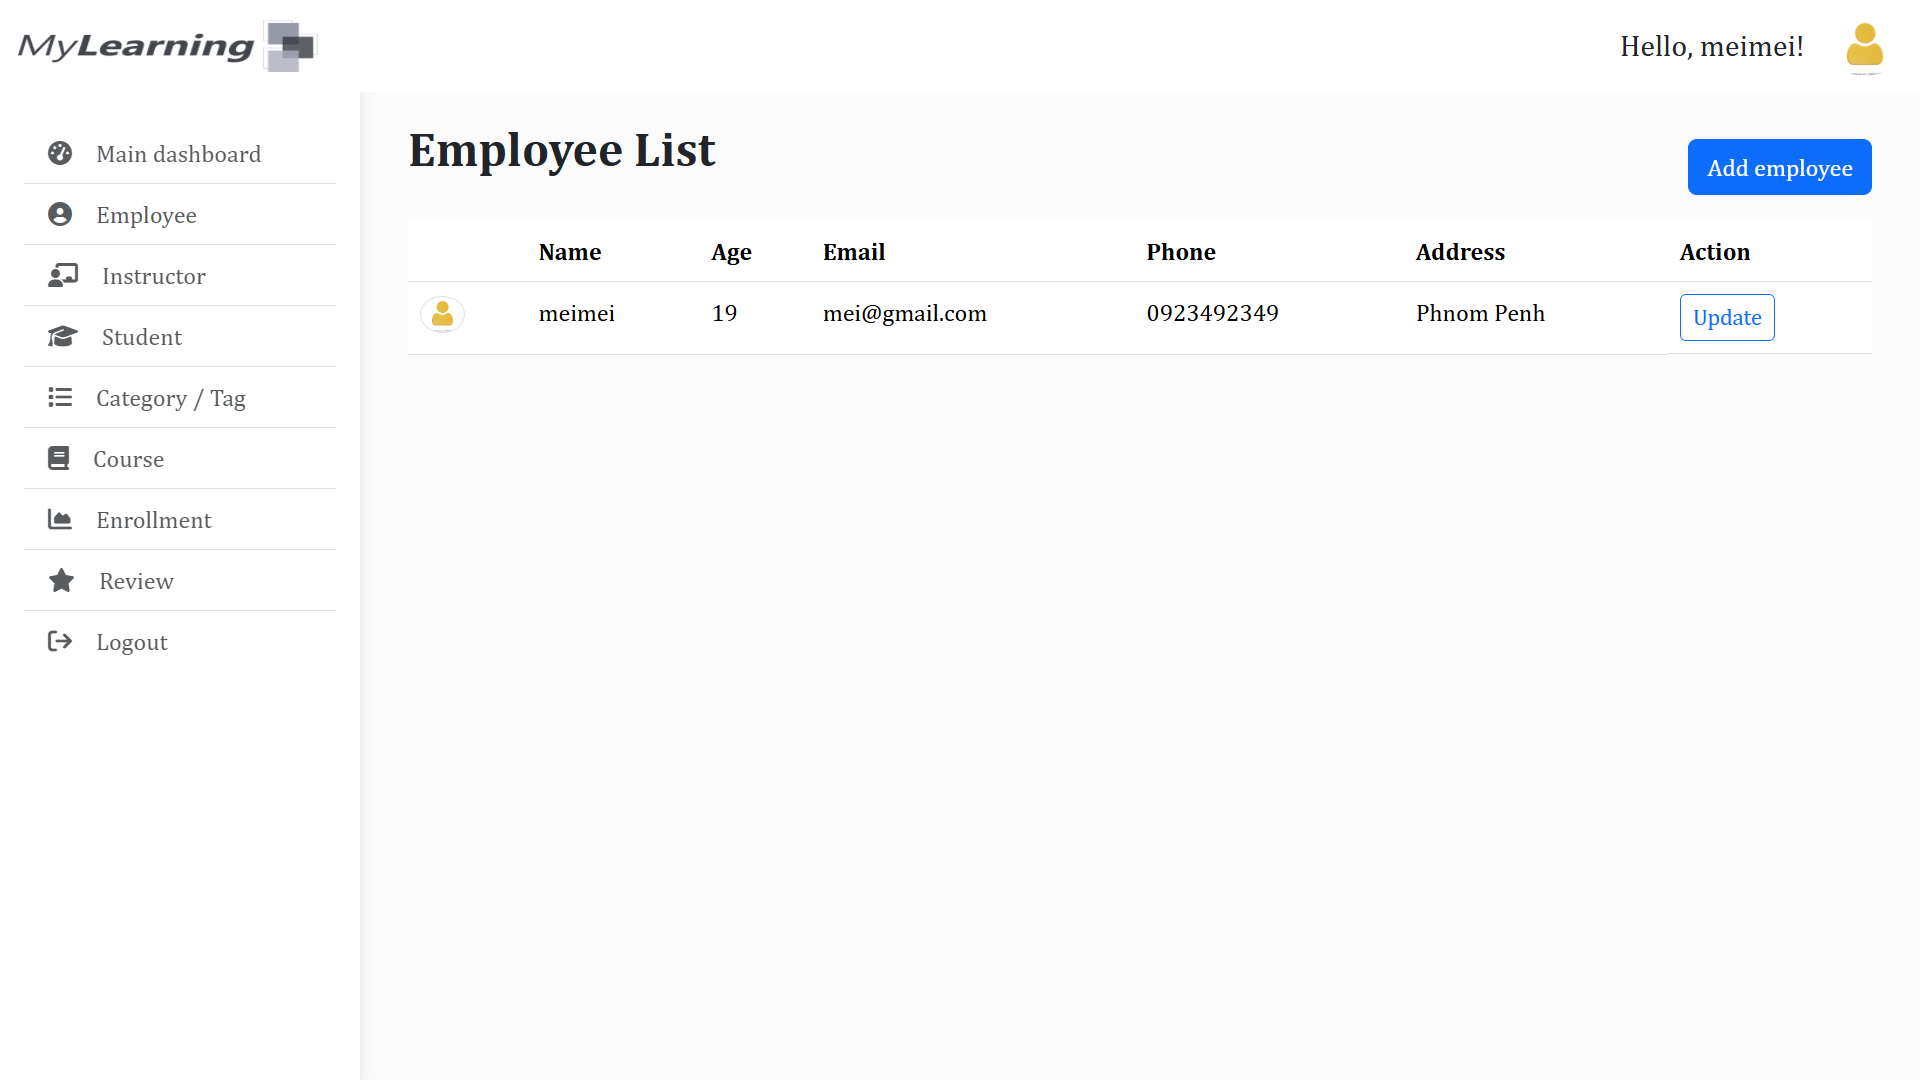 MyLearning
Hello, meimei!
Main dashboard
Employee
Instructor
Student
Category / Tag
Course
Enrollment
Review
Logout
Employee List
Add employee
Name Age Email Phone Address Action
meimei 19 mei@gmail.com 0923492349 Phnom Penh Update